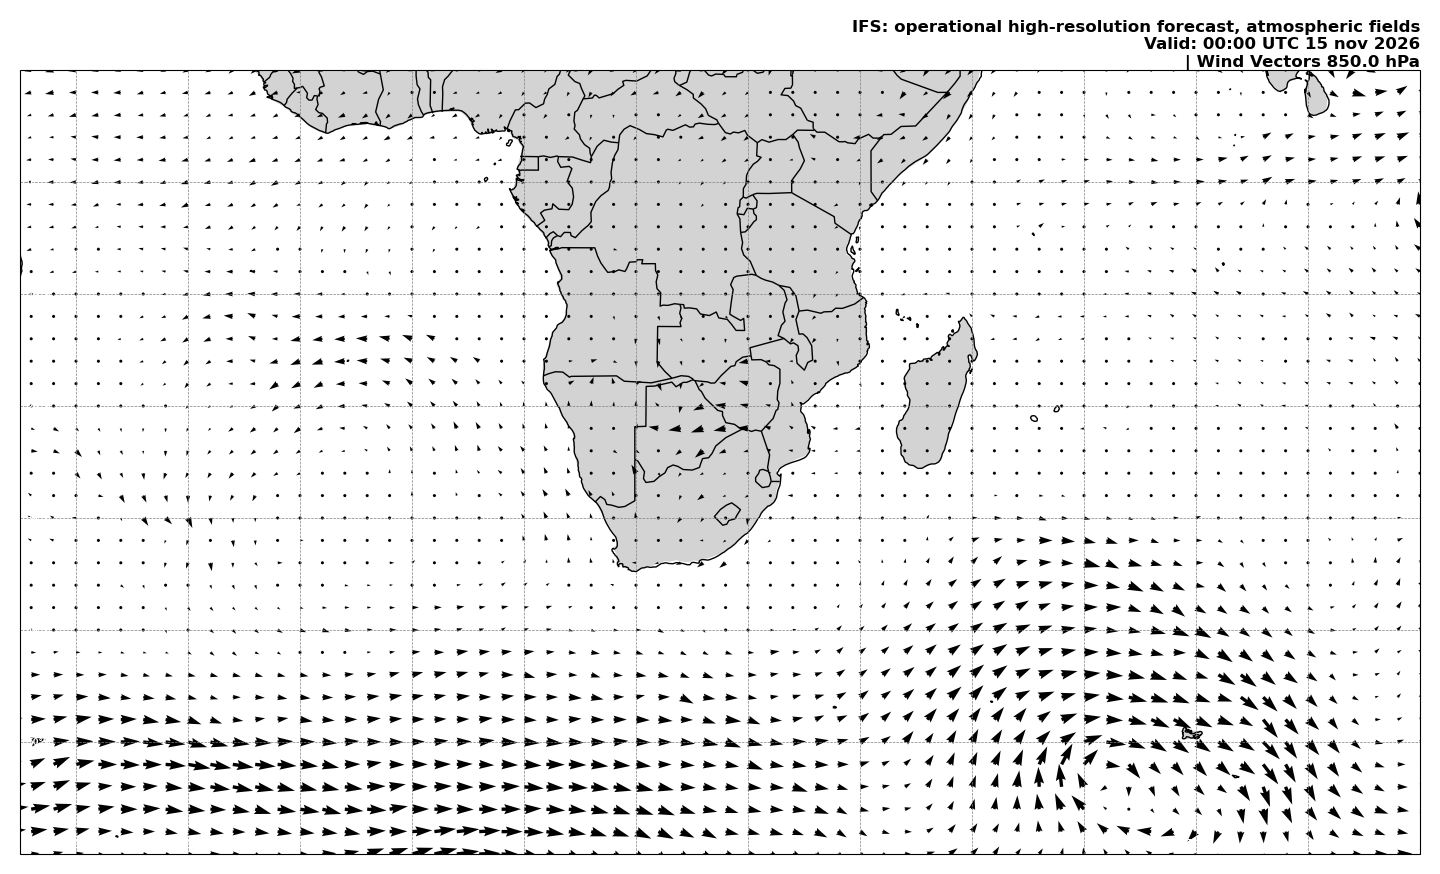 IFS: operational high-resolution forecast, atmospheric fields
Valid: 00:00 UTC 15 nov 2026
| Wind Vectors 850.0 hPa